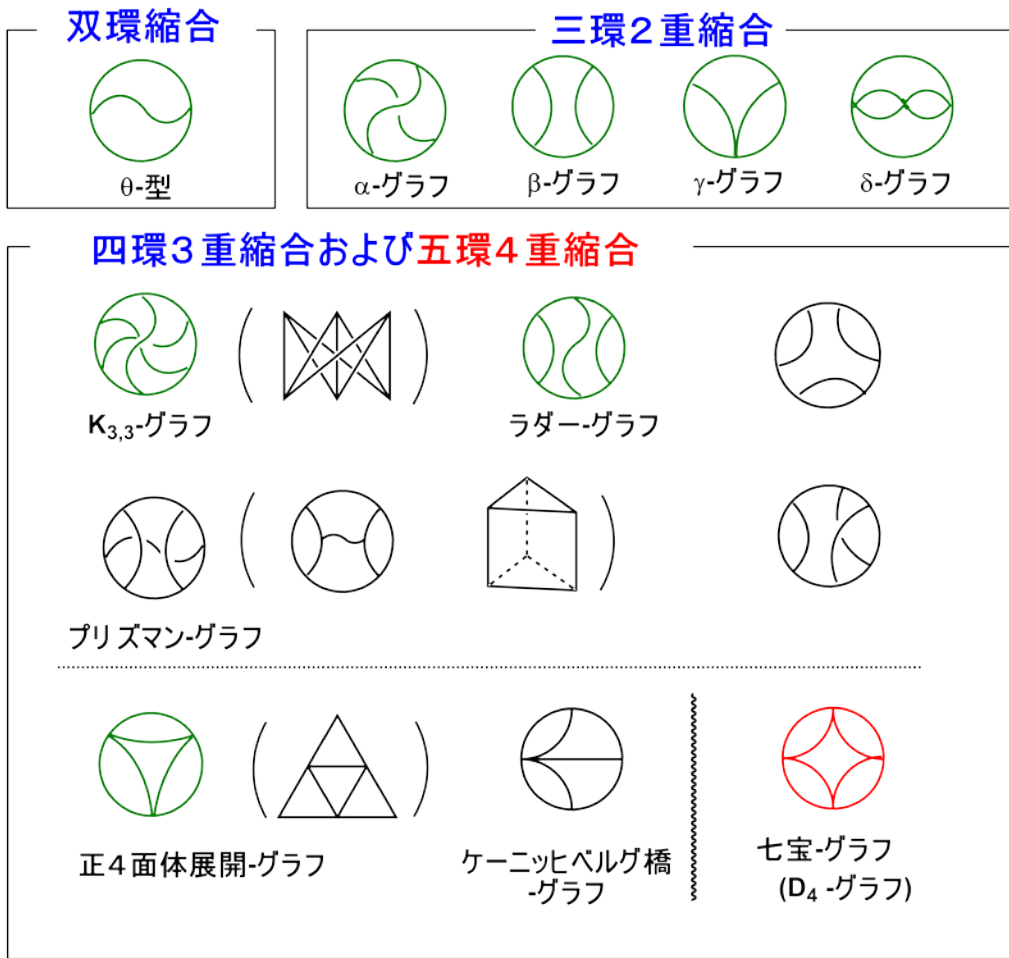 双環縮合
θ-型
三環2重縮合
α-グラフ
β-グラフ
γ-グラフ
δ-グラフ
四環3重縮合および五環4重縮合
K3,3-グラフ
ラダー-グラフ
プリズマン-グラフ
正4面体展開-グラフ
ケーニッヒベルグ橋
-グラフ
七宝-グラフ
(D4 -グラフ)